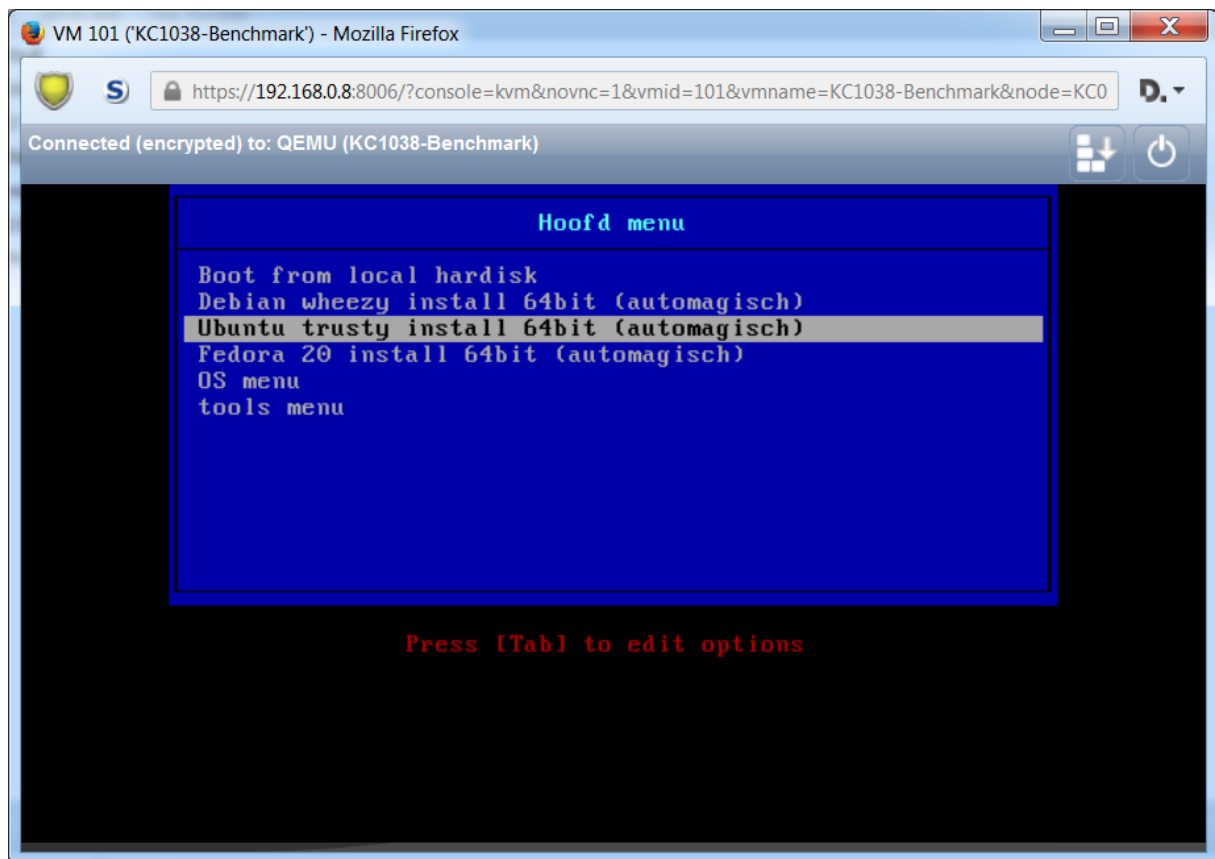 VM 101 ('KC1038-Benchmark') - Mozilla Firefox
S https://192.168.0.8:8006/?console=kvm&novnc=1&vmid=101&vmname=KC1038-Benchmark&node=KC0 D.
Connected (encrypted) to: QEMU (KC1038-Benchmark)
Hoofd menu
Boot from local hardisk
Debian wheezy install 64bit (automagisch)
Ubuntu trusty install 64bit (automagisch)
Fedora 20 install 64bit (automagisch)
OS menu
tools menu
Press [Tab] to edit options